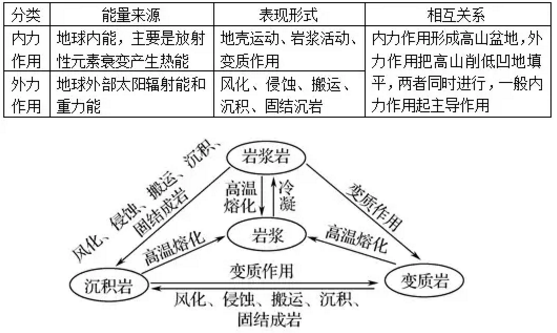 分类 能量来源 表现形式 相互关系
内力作用 地球内能，主要是放射性元素衰变产生热能 地壳运动、岩浆活动、变质作用 内力作用形成高山盆地，外力作用把高山削低凹地填平，两者同时进行，一般内力作用起主导作用
外力作用 地球外部太阳辐射能和重力能 风化、侵蚀、搬运、沉积、固结沉岩
岩浆岩
风化、侵蚀、搬运、沉积、
固结成岩
高温
熔化
冷凝
变质作用
岩浆
高温熔化
高温熔化
沉积岩
变质作用
变质岩
风化、侵蚀、搬运、沉积、
固结成岩